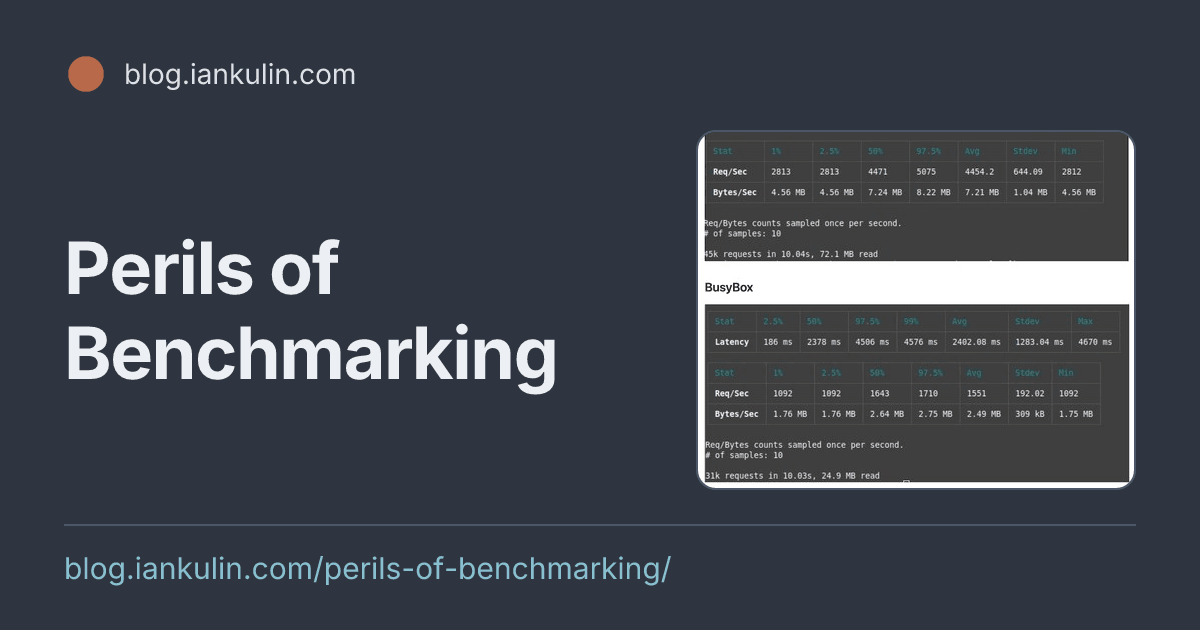 blog.iankulin.com
Perils of
Benchmarking
Stat 1% 2.5% 50% 97.5% Avg Stdev Min
Req/Sec 2813 2813 4471 5075 4454.2 644.09 2812
Bytes/Sec 4.56 MB 4.56 MB 7.24 MB 8.22 MB 7.21 MB 1.04 MB 4.56 MB
Req/Bytes counts sampled once per second.
# of samples: 10
45k requests in 10.04s, 72.1 MB read
BusyBox
Stat 2.5% 50% 97.5% 99% Avg Stdev Max
Latency 186 ms 2378 ms 4506 ms 4576 ms 2402.08 ms 1283.04 ms 4670 ms
Stat 1% 2.5% 50% 97.5% Avg Stdev Min
Req/Sec 1092 1092 1643 1710 1551 192.02 1092
Bytes/Sec 1.76 MB 1.76 MB 2.64 MB 2.75 MB 2.49 MB 309 kB 1.75 MB
Req/Bytes counts sampled once per second.
# of samples: 10
31k requests in 10.03s, 24.9 MB read
blog.iankulin.com/perils-of-benchmarking/